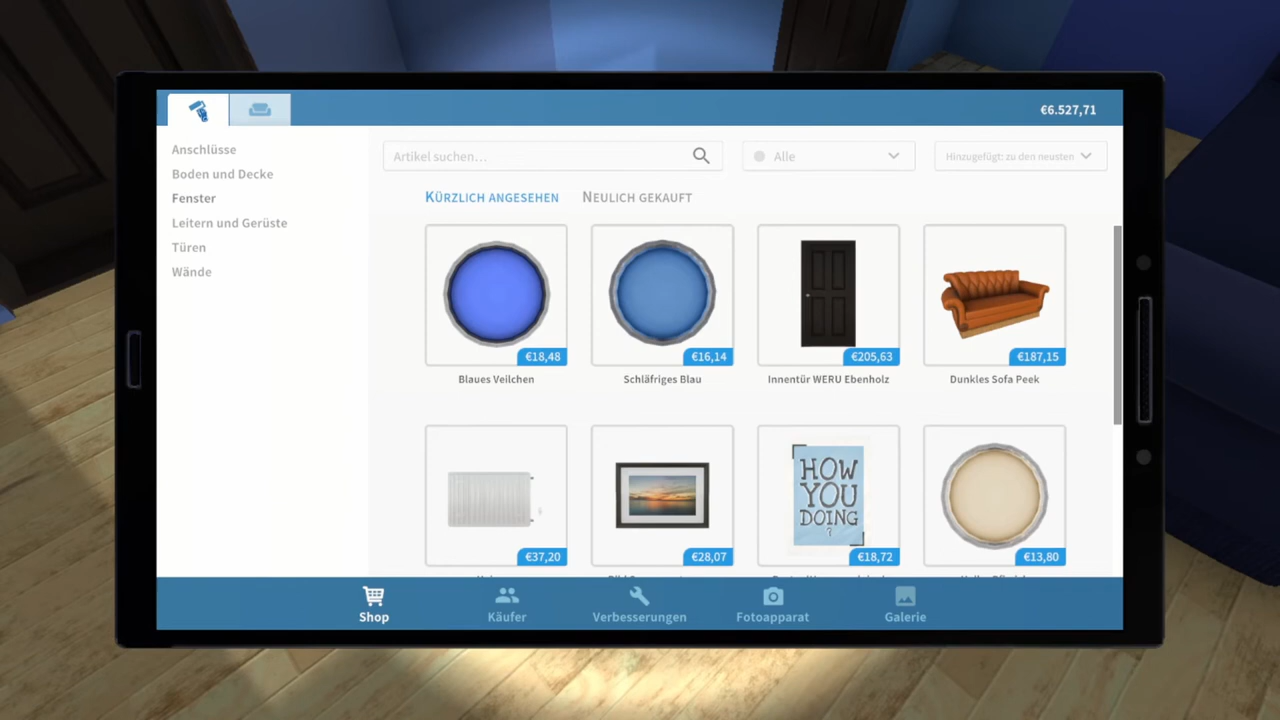 €6.527,71
Anschlüsse
Boden und Decke
Fenster
Leitern und Gerüste
Türen
Wände
Artikel suchen...
Alle
Hinzugefügt: zu den neusten
KÜRZLICH ANGESEHEN
NEULICH GEKAUFT
€18,48
€16,14
€205,63
€187,15
Blaues Veilchen
Schläfriges Blau
Innentür WERU Ebenholz
Dunkles Sofa Peek
HOW
YOU
DOING
?
€37,20
€28,07
€18,72
€13,80
Shop
Käufer
Verbesserungen
Fotoapparat
Galerie